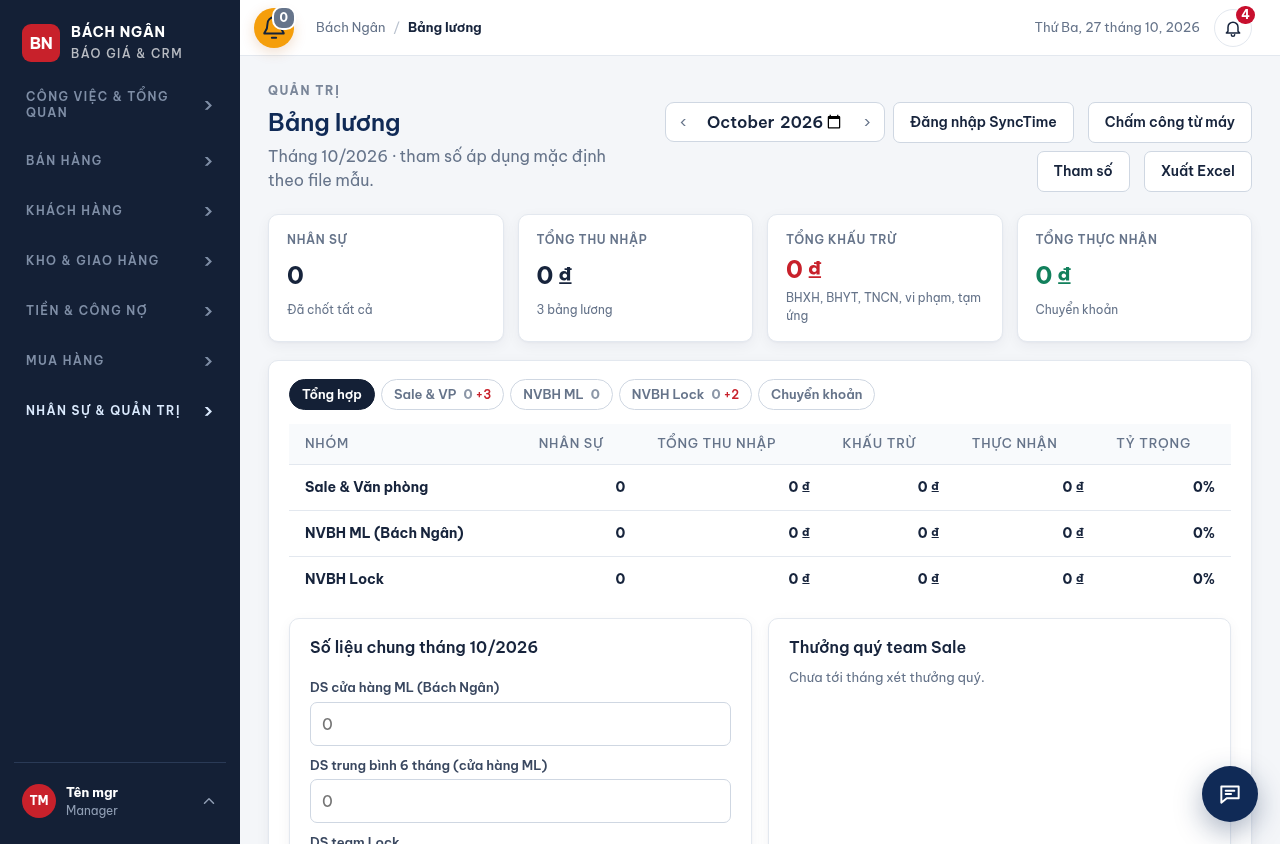 BN
BÁCH NGÂN
BÁO GIÁ & CRM
CÔNG VIỆC & TỔNG QUAN
BÁN HÀNG
KHÁCH HÀNG
KHO & GIAO HÀNG
TIỀN & CÔNG NỢ
MUA HÀNG
NHÂN SỰ & QUẢN TRỊ
TM
Tên mgr
Manager
0
Bách Ngân / Bảng lương
Thứ Ba, 27 tháng 10, 2026
4
QUẢN TRỊ
Bảng lương
Tháng 10/2026 · tham số áp dụng mặc định
theo file mẫu.
‹ October 2026 ›
Đăng nhập SyncTime
Chấm công từ máy
Tham số
Xuất Excel
NHÂN SỰ
0
Đã chốt tất cả
TỔNG THU NHẬP
0 ₫
3 bảng lương
TỔNG KHẤU TRỪ
0 ₫
BHXH, BHYT, TNCN, vi phạm, tạm
ứng
TỔNG THỰC NHẬN
0 ₫
Chuyển khoản
Tổng hợp
Sale & VP 0 +3
NVBH ML 0
NVBH Lock 0 +2
Chuyển khoản
NHÓM NHÂN SỰ TỔNG THU NHẬP KHẤU TRỪ THỰC NHẬN TỶ TRỌNG
Sale & Văn phòng 0 0 ₫ 0 ₫ 0 ₫ 0%
NVBH ML (Bách Ngân) 0 0 ₫ 0 ₫ 0 ₫ 0%
NVBH Lock 0 0 ₫ 0 ₫ 0 ₫ 0%
Số liệu chung tháng 10/2026
DS cửa hàng ML (Bách Ngân)
0
DS trung bình 6 tháng (cửa hàng ML)
0
DS team Lock
Thưởng quý team Sale
Chưa tới tháng xét thưởng quý.